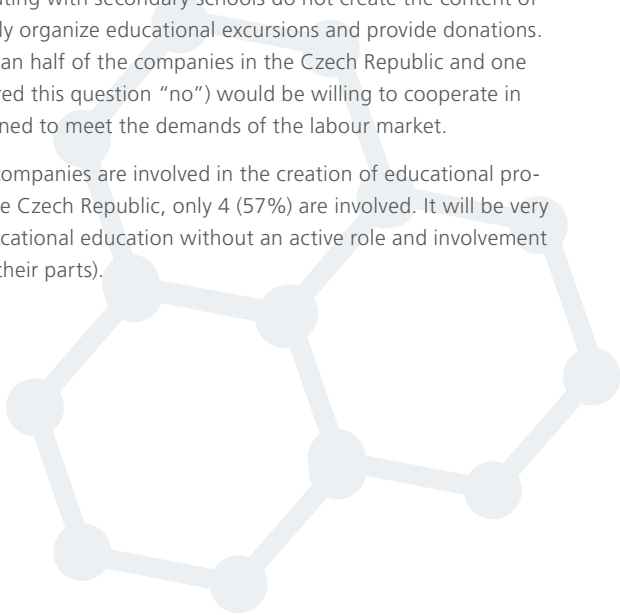 ating with secondary schools do not create the content of
ly organize educational excursions and provide donations.
an half of the companies in the Czech Republic and one
red this question “no”) would be willing to cooperate in
ned to meet the demands of the labour market.
companies are involved in the creation of educational pro-
e Czech Republic, only 4 (57%) are involved. It will be very
cational education without an active role and involvement
their parts).